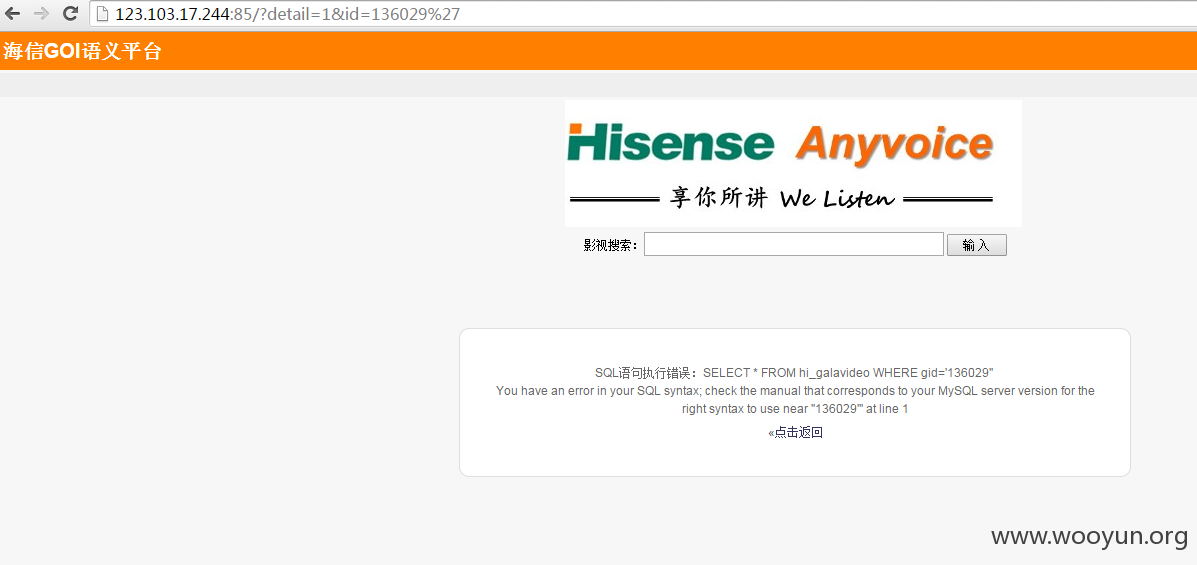 123.103.17.244:85/?detail=1&id=136029%27
海信GOI语义平台
Hisense Anyvoice
享你所讲 We Listen
影视搜索: 输入
SQL语句执行错误: SELECT * FROM hi_galavideo WHERE gid='136029''
You have an error in your SQL syntax; check the manual that corresponds to your MySQL server version for the
right syntax to use near ''136029''' at line 1
«点击返回
www.wooyun.org